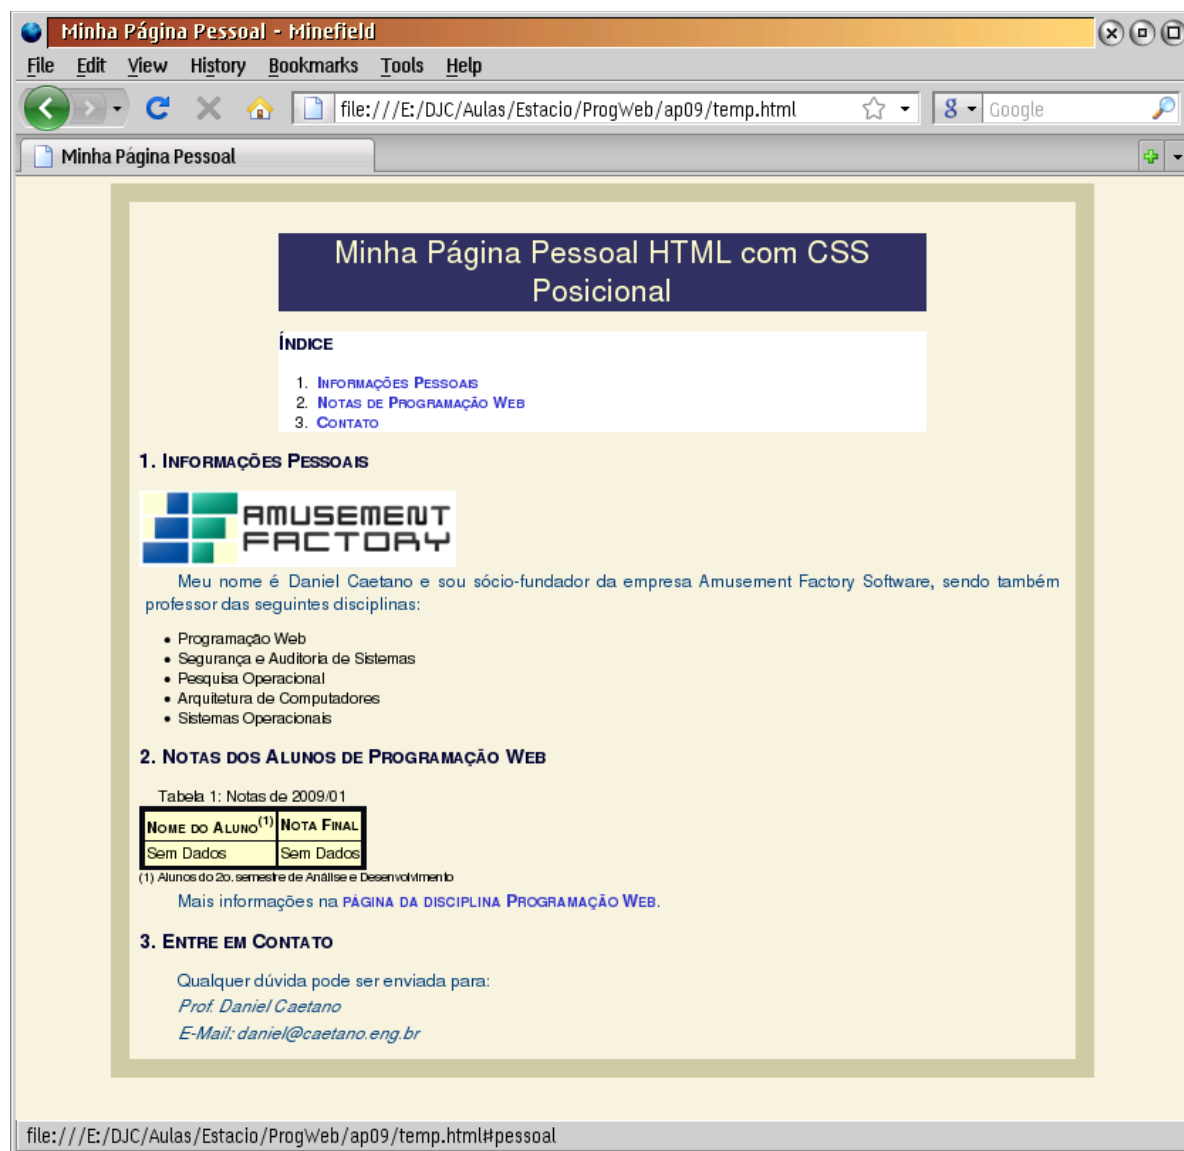 Minha Página Pessoal - Minefield
File Edit View History Bookmarks Tools Help
file:///E:/DJC/Aulas/Estacio/ProgWeb/ap09/temp.html 8 Google
Minha Página Pessoal
Minha Página Pessoal HTML com CSS
Posicional
Índice
1. Informações Pessoais
2. Notas de Programação Web
3. Contato
1. Informações Pessoais
AMUSEMENT
FACTORY
Meu nome é Daniel Caetano e sou sócio-fundador da empresa Amusement Factory Software, sendo também
professor das seguintes disciplinas:
• Programação Web
• Segurança e Auditoria de Sistemas
• Pesquisa Operacional
• Arquitetura de Computadores
• Sistemas Operacionais
2. Notas dos Alunos de Programação Web
Tabela 1: Notas de 2009/01
Nome do Aluno(1) Nota Final
Sem Dados Sem Dados
(1) Alunos do 2o. semestre de Análise e Desenvolvimento
Mais informações na página da disciplina Programação Web.
3. Entre em Contato
Qualquer dúvida pode ser enviada para:
Prof. Daniel Caetano
E-Mail: daniel@caetano.eng.br
file:///E:/DJC/Aulas/Estacio/ProgWeb/ap09/temp.html#pessoal